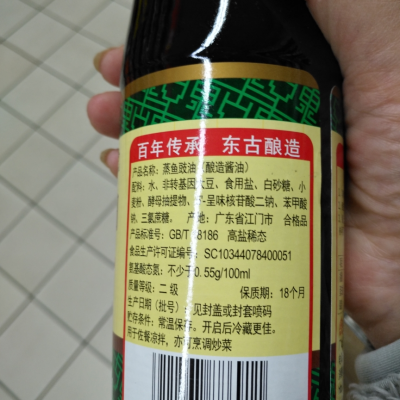 百年传承 东古酿造
产品名称:蒸鱼豉油(酿造酱油)
配料:水、非转基因大豆、食用盐、白砂糖、小
麦粉、酵母抽提物、呈味核苷酸二钠、苯甲酸
钠、三氯蔗糖。 产地:广东省江门市 合格品
产品标准号:GB/T 18186 高盐稀态
食品生产许可证编号:SC10344078400051
氨基酸态氮:不少于0.55g/100ml
质量等级:二级 保质期:18个月
生产日期(批号):见封盖或封套喷码
贮存条件:常温保存。开启后冷藏更佳。
用于佐餐凉拌,亦可烹调炒菜